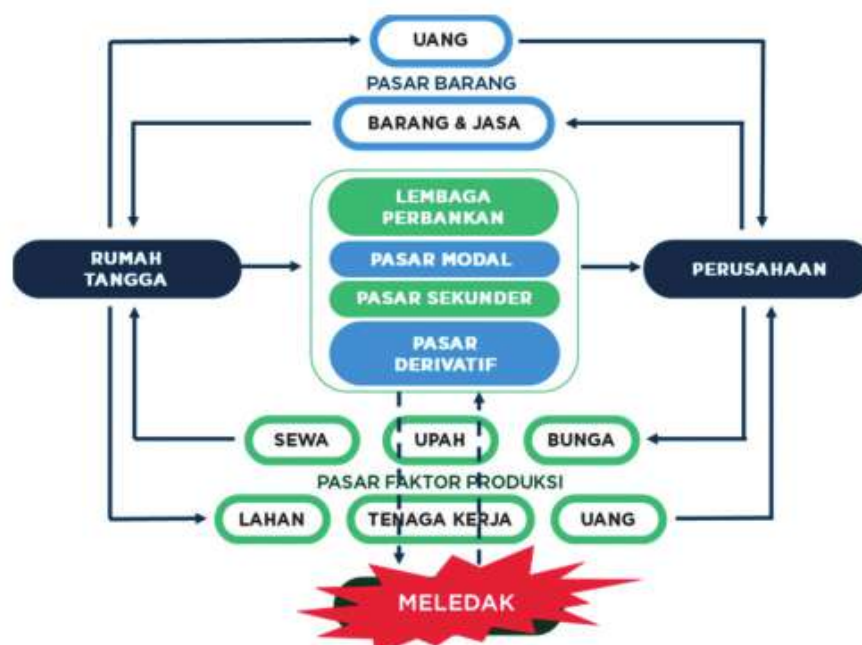 UANG
PASAR BARANG
BARANG & JASA
LEMBAGA
PERBANKAN
RUMAH
TANGGA
PASAR MODAL
PERUSAHAAN
PASAR SEKUNDER
PASAR
DERIVATIF
SEWA
UPAH
BUNGA
PASAR FAKTOR PRODUKSI
LAHAN
TENAGA KERJA
UANG
MELEDAK